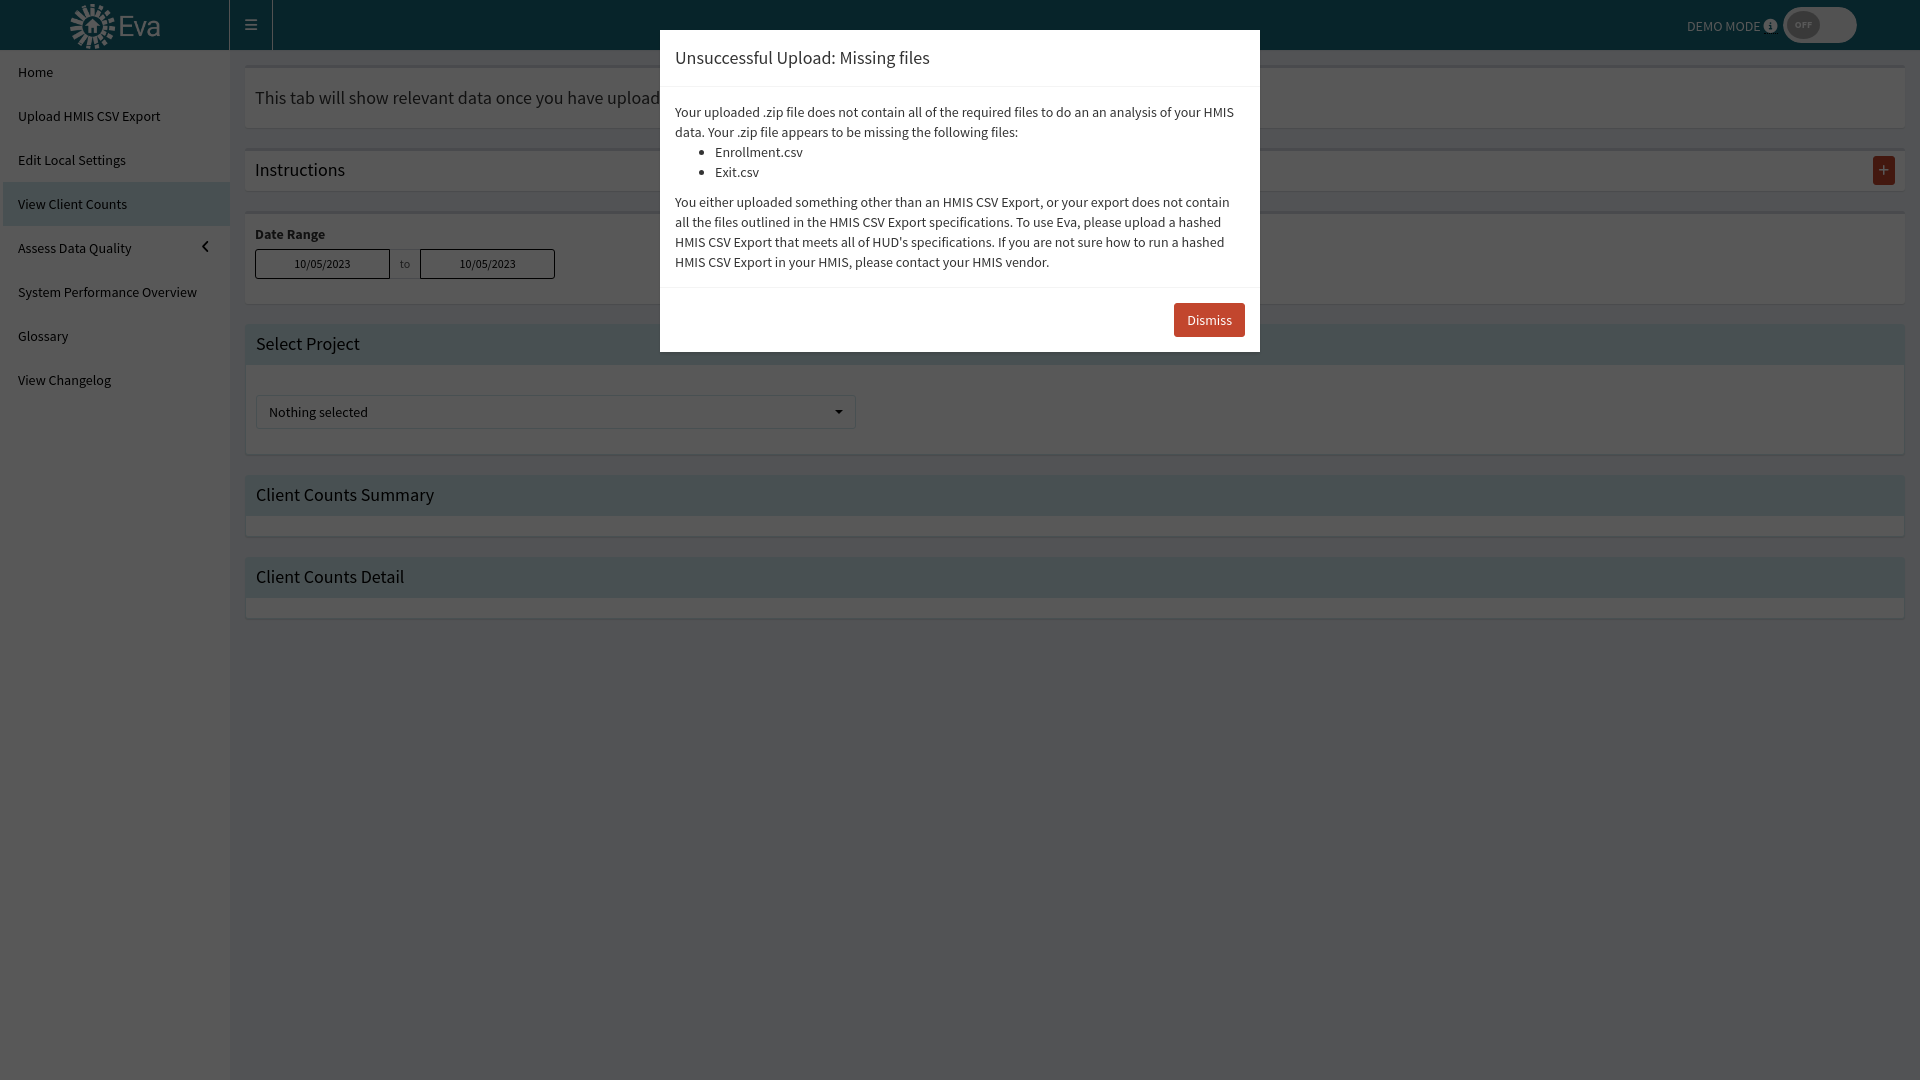 Eva
DEMO MODE
OFF
Home
Upload HMIS CSV Export
Edit Local Settings
View Client Counts
Assess Data Quality
System Performance Overview
Glossary
View Changelog
This tab will show relevant data once you have upload
Instructions
+
Date Range
10/05/2023 to 10/05/2023
Select Project
Nothing selected
Client Counts Summary
Client Counts Detail
Unsuccessful Upload: Missing files
Your uploaded .zip file does not contain all of the required files to do an an analysis of your HMIS
data. Your .zip file appears to be missing the following files:
• Enrollment.csv
• Exit.csv
You either uploaded something other than an HMIS CSV Export, or your export does not contain
all the files outlined in the HMIS CSV Export specifications. To use Eva, please upload a hashed
HMIS CSV Export that meets all of HUD's specifications. If you are not sure how to run a hashed
HMIS CSV Export in your HMIS, please contact your HMIS vendor.
Dismiss